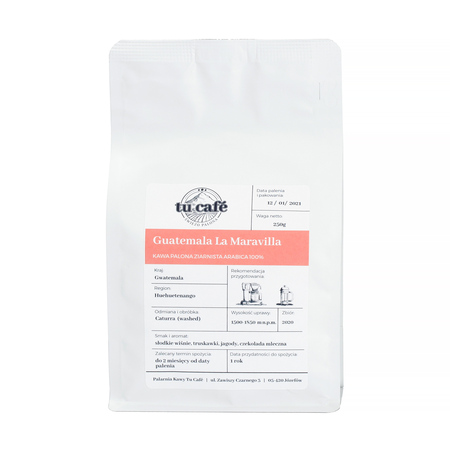 tu café
ŚWIEŻO PALONA
Data palenia
i pakowania
12 / 01/ 2021
Waga netto
250g
Guatemala La Maravilla
KAWA PALONA ZIARNISTA ARABICA 100%
Kraj
Guatemala
Region
Huehuetenango
Rekomendacja
przygotowania
Odmiana i obróbka
Caturra (washed)
Wysokość uprawy
1500-1850 m.n.p.m.
Zbiór
2020
Smak i aromat
słodkie wiśnie, truskawki, jagody, czekolada mleczna
Zalecany termin spożycia
do 2 miesięcy od daty
palenia
Data przydatności do spożycia
1 rok
Palarnia Kawy Tu Café | ul. Zawiszy Czarnego 5 | 05-420 Józefów